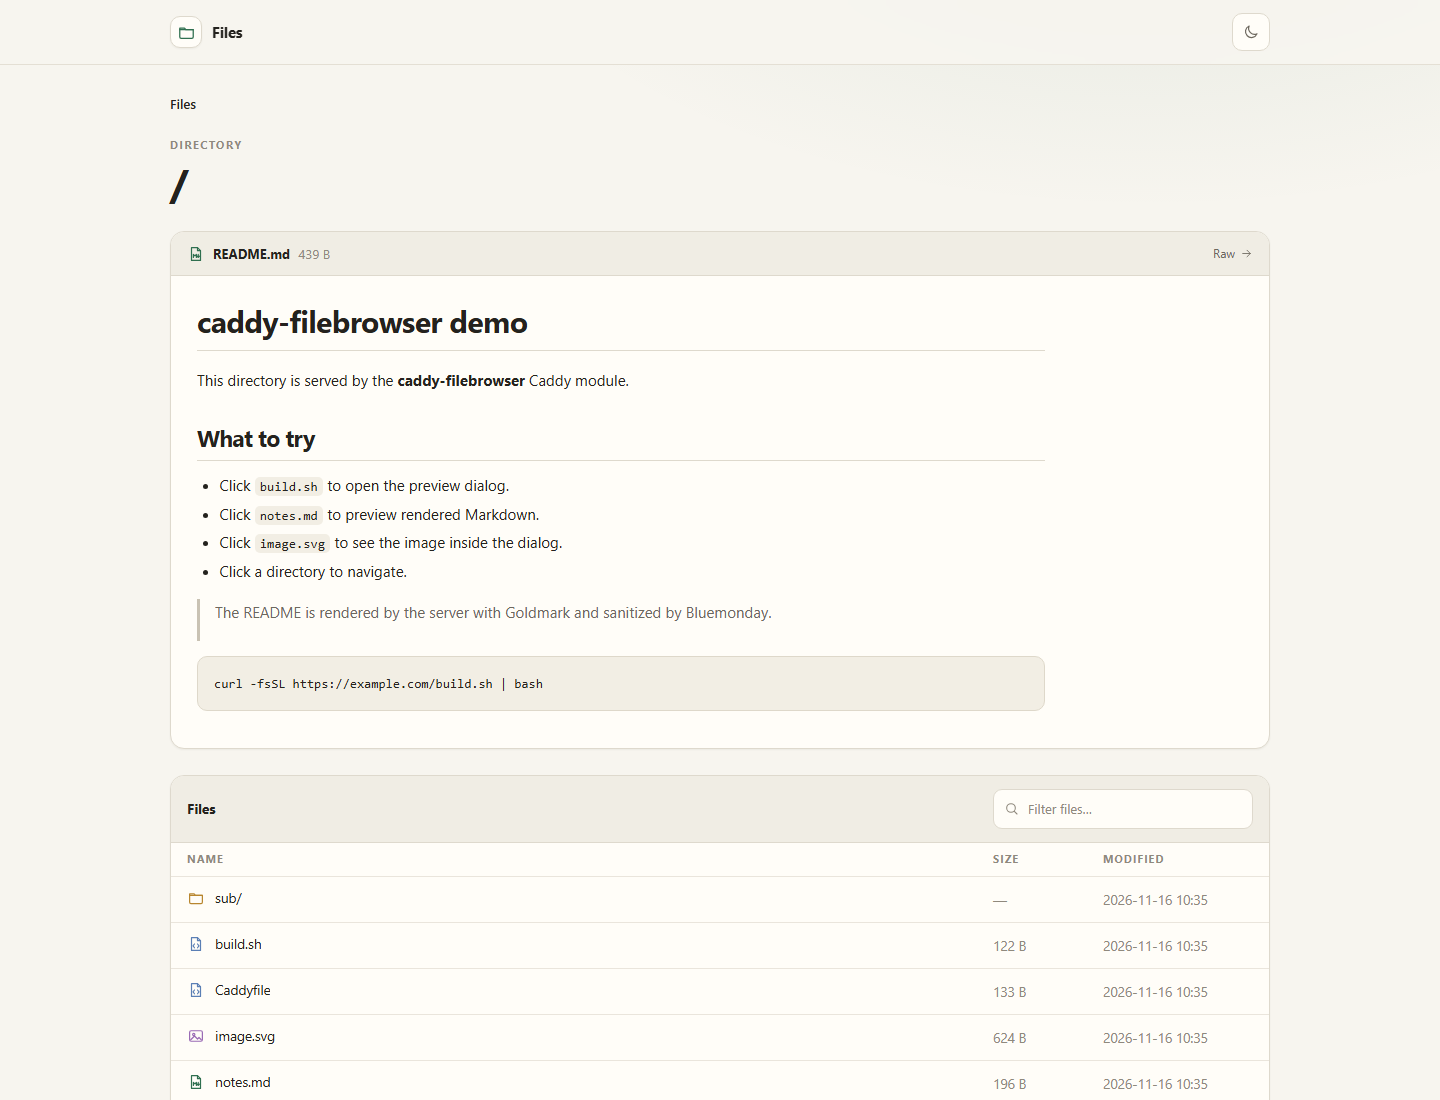 Files
Files
DIRECTORY
/
README.md 439 B Raw →
caddy-filebrowser demo
This directory is served by the caddy-filebrowser Caddy module.
What to try
• Click build.sh to open the preview dialog.
• Click notes.md to preview rendered Markdown.
• Click image.svg to see the image inside the dialog.
• Click a directory to navigate.
The README is rendered by the server with Goldmark and sanitized by Bluemonday.
curl -fsSL https://example.com/build.sh | bash
Files Filter files...
NAME SIZE MODIFIED
sub/ — 2026-11-16 10:35
build.sh 122 B 2026-11-16 10:35
Caddyfile 133 B 2026-11-16 10:35
image.svg 624 B 2026-11-16 10:35
notes.md 196 B 2026-11-16 10:35